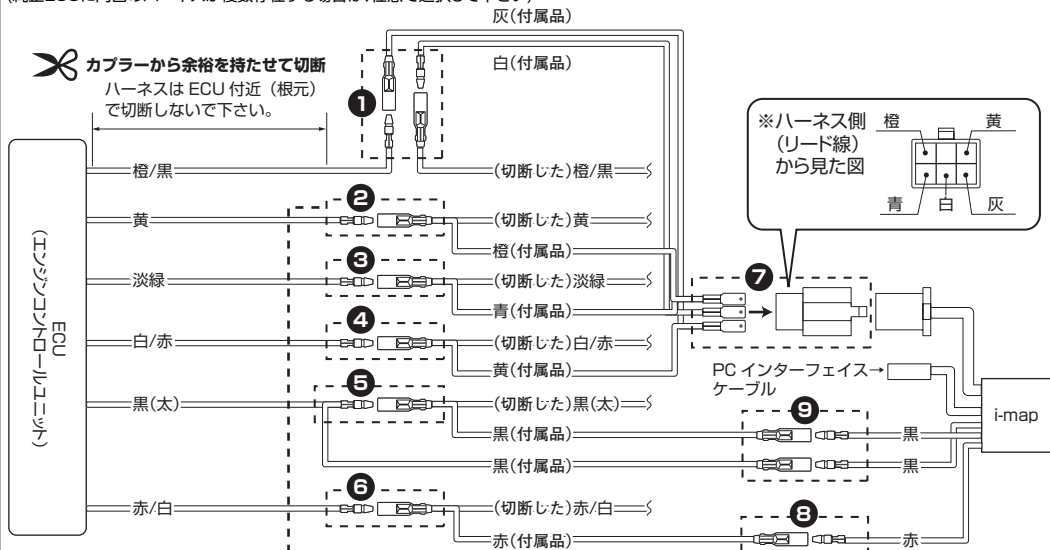 (純正ECUに同色のハーネスが複数存在する場合は、任意で選択して下さい)
灰(付属品)
カプラーから余裕を持たせて切断
白(付属品)
ハーネスは ECU 付近(根元)
で切断しないで下さい。
1
※ハーネス側
(リード線)
から見た図
橙
黄
青
白
灰
橙/黒
(切断した)橙/黒
2
黄
(切断した)黄
橙(付属品)
3
7
淡緑
(切断した)淡緑
青(付属品)
4
白/赤
(切断した)白/赤
黄(付属品)
PC インターフェイス→
ケーブル
5
黒(太)
(切断した)黒(太)
9
i-map
黒(付属品)
黒
黒(付属品)
黒
6
赤/白
(切断した)赤/白
8
赤(付属品)
赤
ECU
(エンジンコントロールユニット)